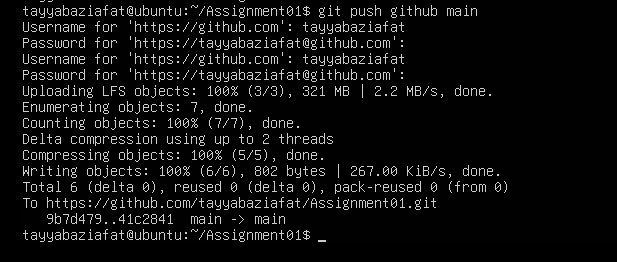 tayyabaziafat@ubuntu:~/Assignment01$ git push github main
Username for 'https://github.com': tayyabaziafat
Password for 'https://tayyabaziafat@github.com':
Username for 'https://github.com': tayyabaziafat
Password for 'https://tayyabaziafat@github.com':
Uploading LFS objects: 100% (3/3), 321 MB | 2.2 MB/s, done.
Enumerating objects: 7, done.
Counting objects: 100% (7/7), done.
Delta compression using up to 2 threads
Compressing objects: 100% (5/5), done.
Writing objects: 100% (6/6), 802 bytes | 267.00 KiB/s, done.
Total 6 (delta 0), reused 0 (delta 0), pack-reused 0 (from 0)
To https://github.com/tayyabaziafat/Assignment01.git
   9b7d479..41c2841  main -> main
tayyabaziafat@ubuntu:~/Assignment01$ _